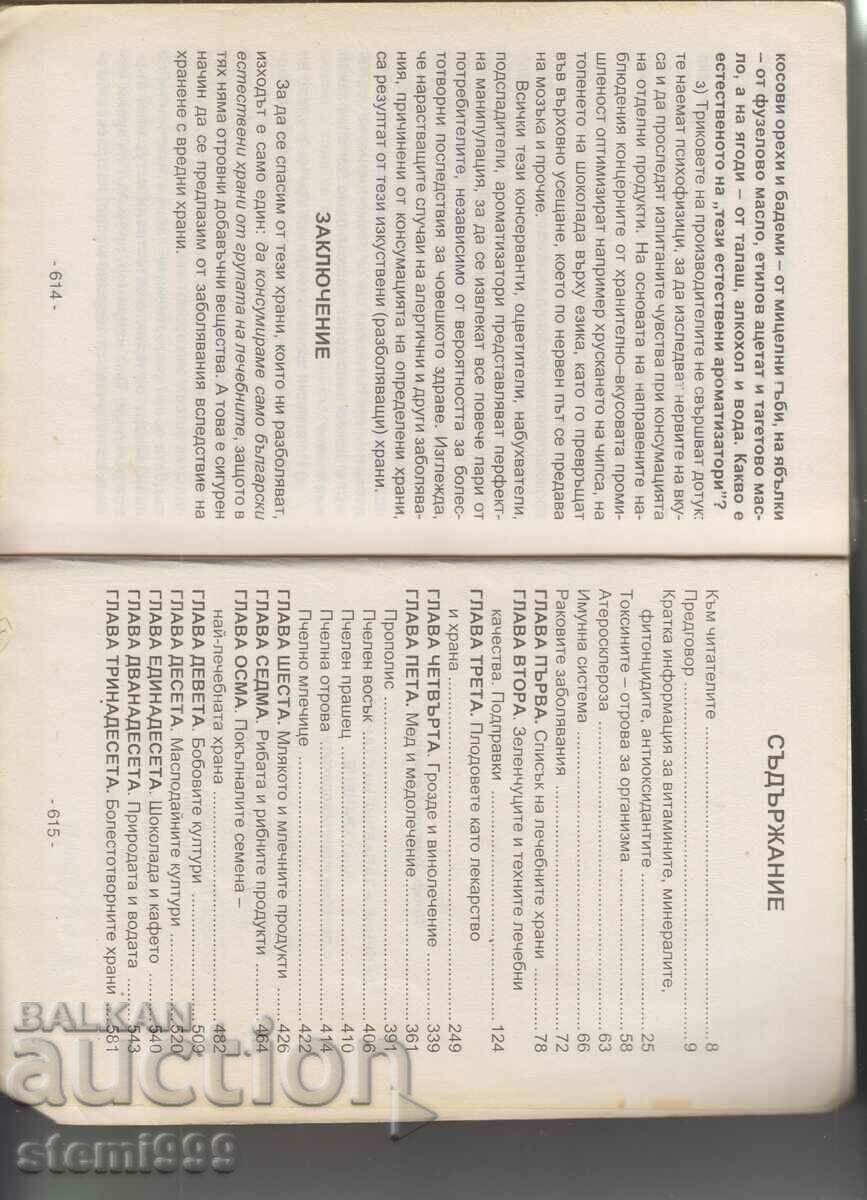 косови орехи и бадеми – от мицелни гъби, на ябълки
– от фузелово масло, етилов ацетат и тагетово мас-
ло, а на ягоди – от талаш, алкохол и вода. Какво е
естественото на „тези естествени ароматизатори"?
з) Триковете на производителите не свършват дотук:
те наемат психофизици, за да изследват нервите на вку-
са и да проследят изпитаните чувства при консумацията
на отделни продукти. На основата на направените на-
блюдения концерните от хранително–вкусовата проми-
шленост оптимизират например хрускането на чипса, на
топенето на шоколада върху езика, като го превръщат
във върховно усещане, което по нервен път се предава
на мозъка и прочие.
Всички тези консерванти, оцветители, набухватели,
подсладители, ароматизатори представляват перфект-
на манипулация, за да се извлекат все повече пари от
потребителите, независимо от вероятността за болес-
тотворни последствия за човешкото здраве. Изглежда,
че нарастващите случаи на алергични и други заболява-
ния, причинени от консумацията на определени храни,
са резултат от тези изкуствени (разболяващи) храни.
ЗАКЛЮЧЕНИЕ
За да се спасим от тези храни, които ни разболяват,
изходът е само един: да консумираме само български
естествени храни от групата на лечебните, защото в
тях няма отровни добавъчни вещества. А това е сигурен
начин да се предпазим от заболявания вследствие на
хранене с вредни храни.
- 614 -
СЪДЪРЖАНИЕ
Към читателите ........ 8
Предговор ........ 9
Кратка информация за витамините, минералите,
фитонцидите, антиоксидантите ........ 25
Токсините – отрова за организма ........ 58
Атеросклероза ........ 63
Имунна система ........ 66
Раковите заболявания ........ 72
ГЛАВА ПЪРВА. Списък на лечебните храни ........ 78
ГЛАВА ВТОРА. Зеленчуците и техните лечебни
качества. Подправки ........ 124
ГЛАВА ТРЕТА. Плодовете като лекарство
и храна ........ 249
ГЛАВА ЧЕТВЪРТА. Грозде и винолечение ........ 339
ГЛАВА ПЕТА. Мед и медолечение ........ 361
Прополис ........ 391
Пчелен восък ........ 406
Пчелен прашец ........ 410
Пчелна отрова ........ 414
Пчелно млечице ........ 422
ГЛАВА ШЕСТА. Млякото и млечните продукти ........ 426
ГЛАВА СЕДМА. Рибата и рибните продукти ........ 464
ГЛАВА ОСМА. Покълналите семена –
най-лечебната храна ........ 482
ГЛАВА ДЕВЕТА. Бобовите култури ........ 509
ГЛАВА ДЕСЕТА. Маслодайните култури ........ 520
ГЛАВА ЕДИНАДЕСЕТА. Шоколада и кафето ........ 540
ГЛАВА ДВАНАДЕСЕТА. Природата и водата ........ 543
ГЛАВА ТРИНАДЕСЕТА. Болестотворните храни ........ 581
- 615 -
BALKAN
auction
stemi999